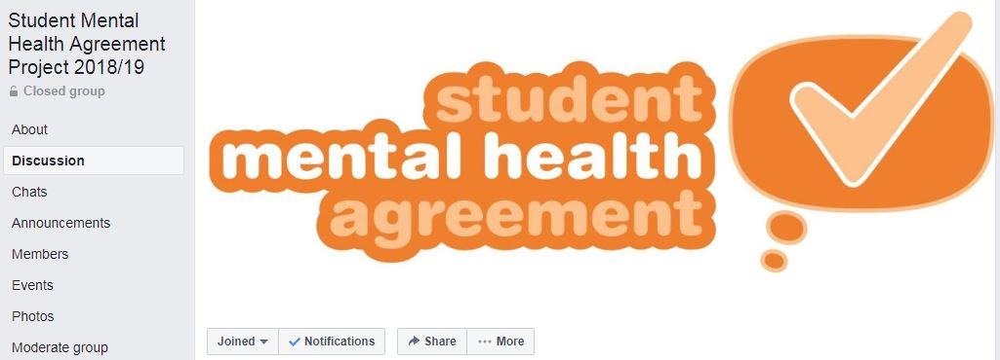 Student Mental
Health Agreement
Project 2018/19
Closed group
About
Discussion
Chats
Announcements
Members
Events
Photos
Moderate group
student
mental health
agreement
Joined
Notifications
Share
More